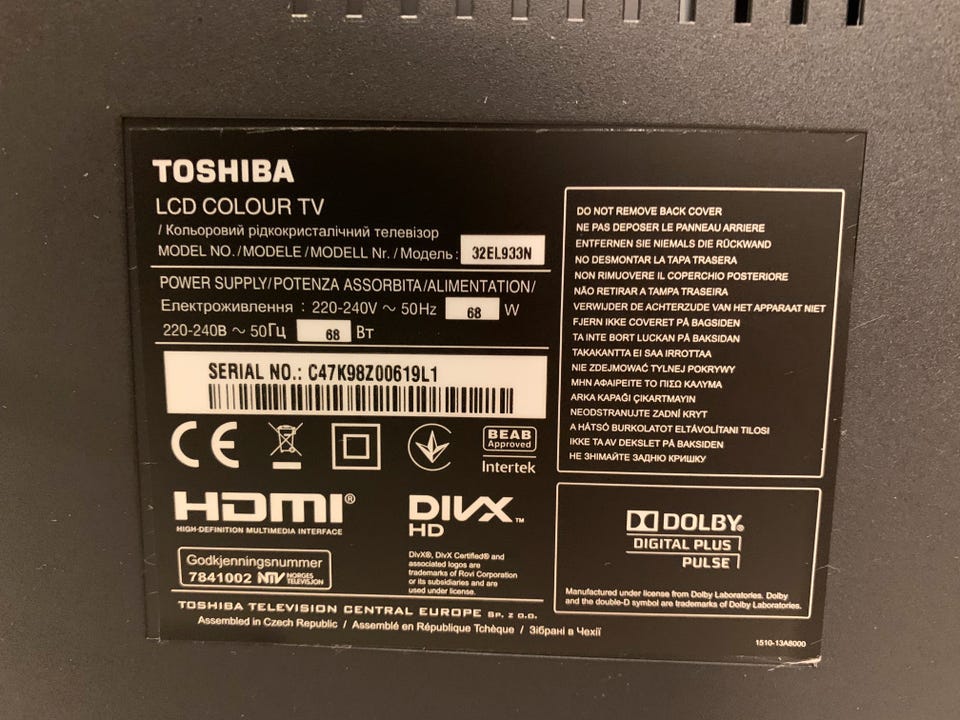 TOSHIBA
LCD COLOUR TV
/ Кольоровий рідкокристалічний телевізор
MODEL NO./MODELE/MODELL Nr./Модель: 32EL933N
POWER SUPPLY/POTENZA ASSORBITA/ALIMENTATION/
Електроживлення : 220-240V ~ 50Hz 68 W
220-240В ~ 50Гц 68 Вт
SERIAL NO.: C47K98Z00619L1
CE
BEAB
Approved
Intertek
HDMI®
HIGH-DEFINITION MULTIMEDIA INTERFACE
DIVX™
HD
Godkjenningsnummer
7841002 NTV NORGES
TELEVISJON
DivX®, DivX Certified® and
associated logos are
trademarks of Rovi Corporation
or its subsidiaries and are
used under license.
DO NOT REMOVE BACK COVER
NE PAS DEPOSER LE PANNEAU ARRIERE
ENTFERNEN SIE NIEMALS DIE RÜCKWAND
NO DESMONTAR LA TAPA TRASERA
NON RIMUOVERE IL COPERCHIO POSTERIORE
NÃO RETIRAR A TAMPA TRASEIRA
VERWIJDER DE ACHTERZUDE VAN HET APPARAAT NIET
FJERN IKKE COVERET PÅ BAGSIDEN
TA INTE BORT LUCKAN PÅ BAKSIDAN
TAKAKANTTA EI SAA IRROTTAA
NIE ZDEJMOWAĆ TYLNEJ POKRYWY
ΜΗΝ ΑΦΑΙΡΕΙΤΕ ΤΟ ΠΙΣΩ ΚΑΛΥΜΑ
ARKA KAPAĞI ÇIKARTMAYIN
NEODSTRANUJTE ZADNÍ KRYT
A HÁTSÓ BURKOLATOT ELTÁVOLÍTANI TILOSI
IKKE TA AV DEKSLET PÅ BAKSIDEN
НЕ ЗНІМАЙТЕ ЗАДНЮ КРИШКУ
DOLBY®
DIGITAL PLUS
PULSE
Manufactured under license from Dolby Laboratories. Dolby
and the double-D symbol are trademarks of Dolby Laboratories.
TOSHIBA TELEVISION CENTRAL EUROPE Sp. z o.o.
Assembled in Czech Republic / Assemblé en République Tchèque / Зібрані в Чехії
1510-13A8000